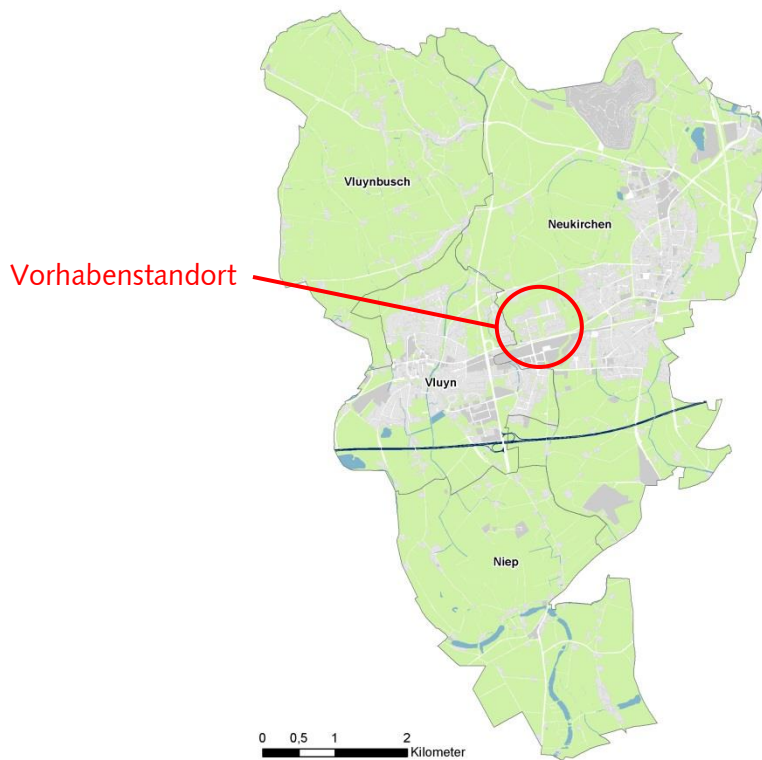 Vluynbusch
Neukirchen
Vorhabenstandort
Vluyn
Niep
0 0,5 1 2
Kilometer